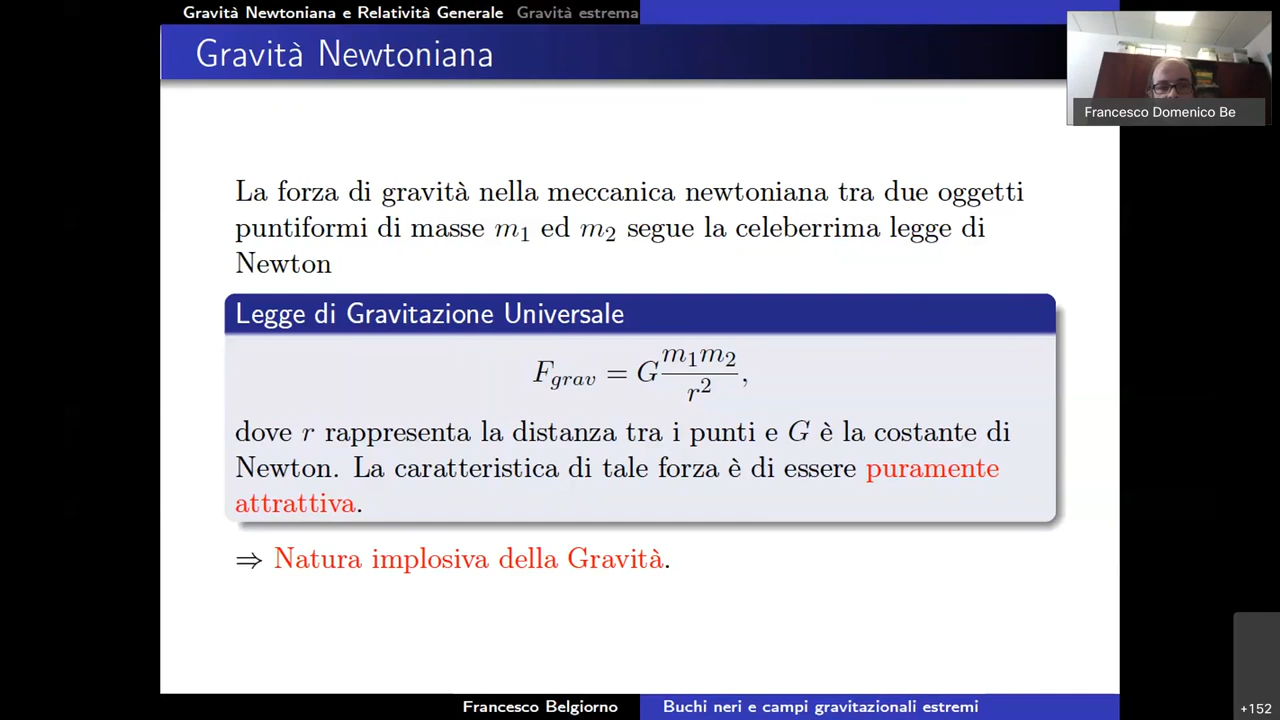 Gravità Newtoniana e Relatività Generale Gravità estrema
Gravità Newtoniana
Francesco Domenico Be
La forza di gravità nella meccanica newtoniana tra due oggetti
puntiformi di masse m₁ ed m₂ segue la celeberrima legge di
Newton
Legge di Gravitazione Universale
F_grav = G m₁m₂ / r²,
dove r rappresenta la distanza tra i punti e G è la costante di
Newton. La caratteristica di tale forza è di essere puramente
attrattiva.
⇒ Natura implosiva della Gravità.
Francesco Belgiorno Buchi neri e campi gravitazionali estremi
+152